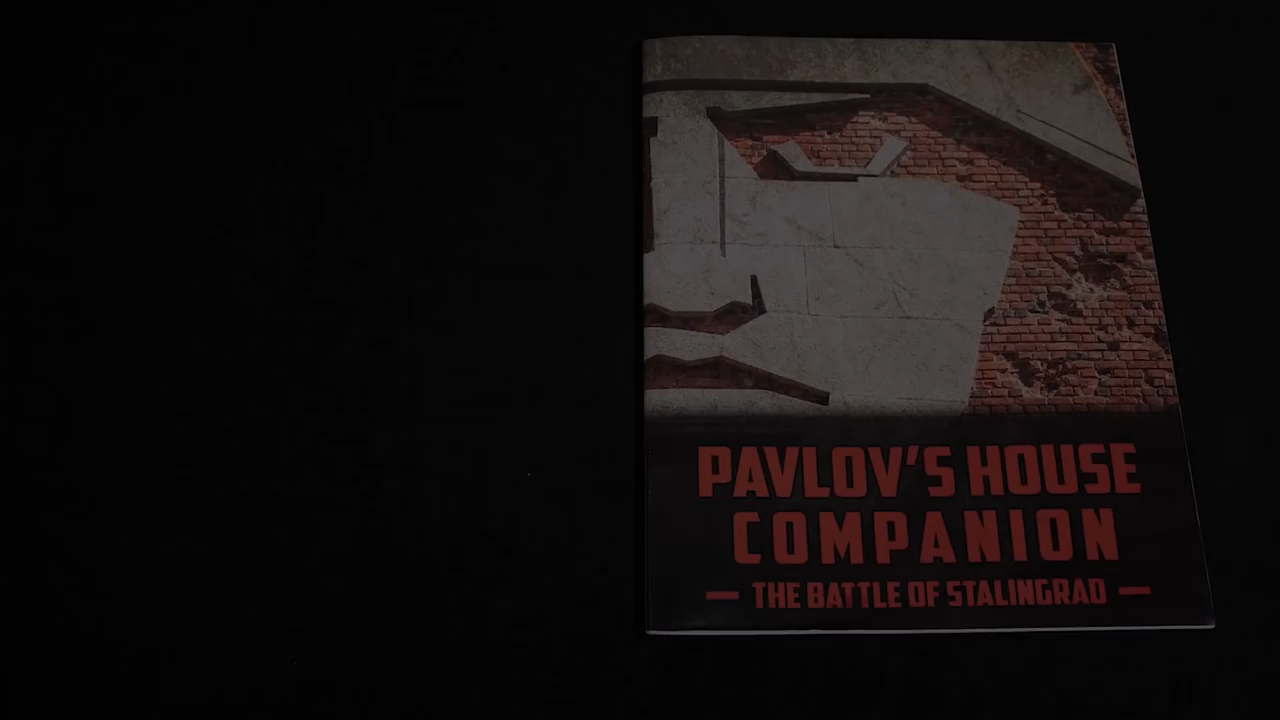 PAVLOV'S HOUSE
COMPANION
— THE BATTLE OF STALINGRAD —